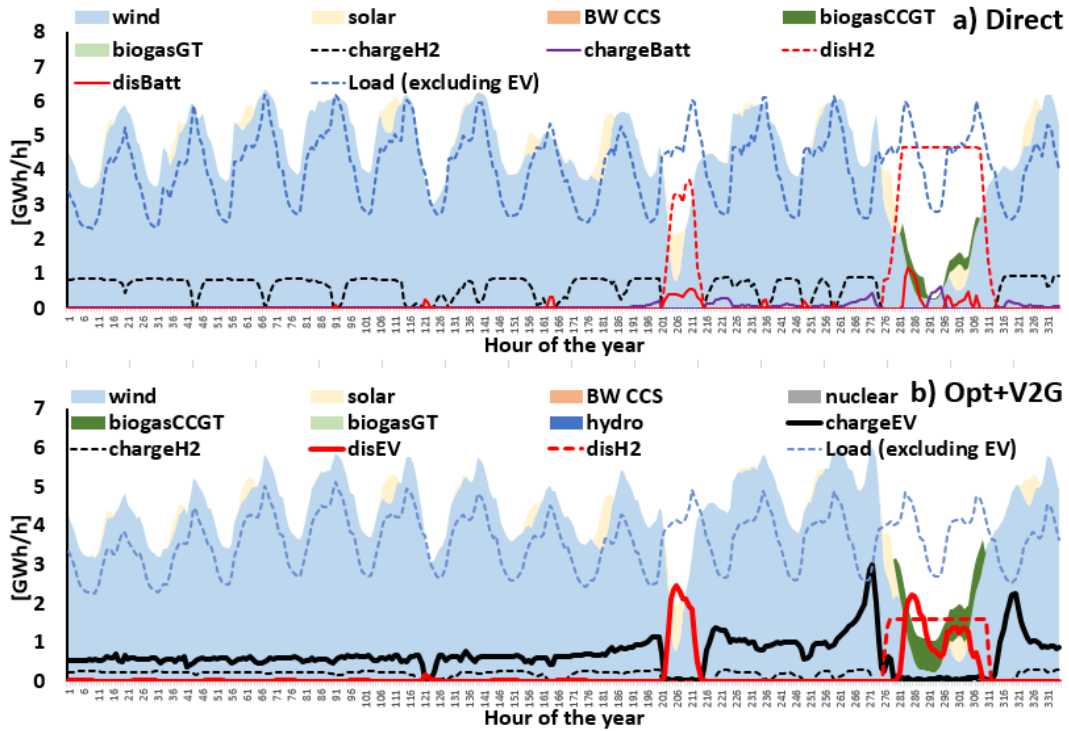 wind solar BW CCS biogasCCGT a) Direct
biogasGT chargeH2 chargeBatt disH2
disBatt Load (excluding EV)
8
7
6
5
4
3
2
1
0
[GWh/h]
1 6 11 16 21 26 31 36 41 46 51 56 61 66 71 76 81 86 91 96 101 106 111 116 121 126 131 136 141 146 151 156 161 166 171 176 181 186 191 196 201 206 211 216 221 226 231 236 241 246 251 256 261 266 271 276 281 286 291 296 301 306 311 316 321 326 331
Hour of the year
wind solar BW CCS nuclear b) Opt+V2G
biogasCCGT biogasGT hydro chargeEV
chargeH2 disEV disH2 Load (excluding EV)
7
6
5
4
3
2
1
0
[GWh/h]
1 6 11 16 21 26 31 36 41 46 51 56 61 66 71 76 81 86 91 96 101 106 111 116 121 126 131 136 141 146 151 156 161 166 171 176 181 186 191 196 201 206 211 216 221 226 231 236 241 246 251 256 261 266 271 276 281 286 291 296 301 306 311 316 321 326 331
Hour of the year